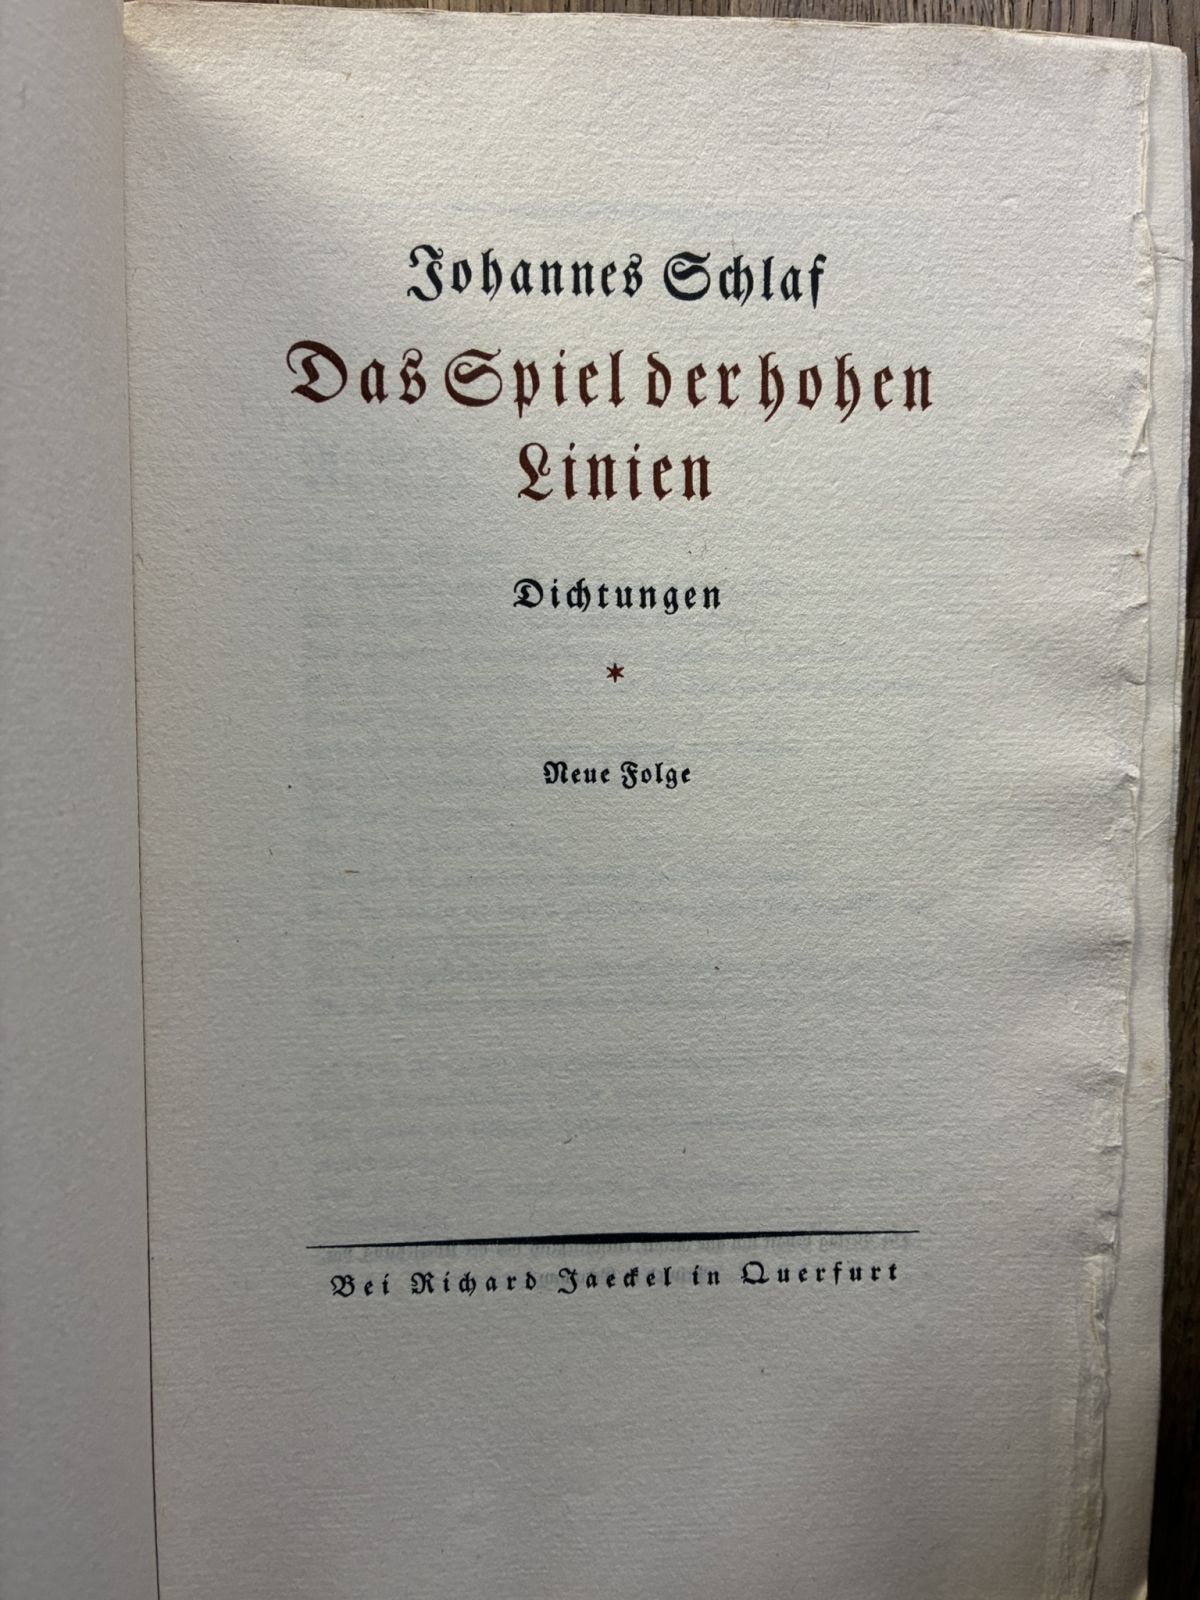 Johannes Schlaf
Das Spiel der hohen
Linien
Dichtungen
*
Neue Folge
Bei Richard Jaeckel in Querfurt